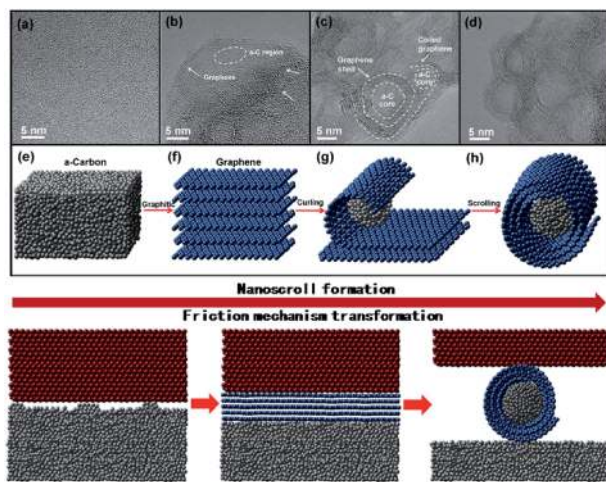 (a)
5 nm
(b)
a-C region
Graphene
5 nm
(c)
Coiled graphene
Graphene shell
a-C core
a-C core
5 nm
(d)
5 nm
(e)
a-Carbon
Graphitic
(f)
Graphene
Curling
(g)
Scrolling
(h)
Nanoscroll formation
Friction mechanism transformation